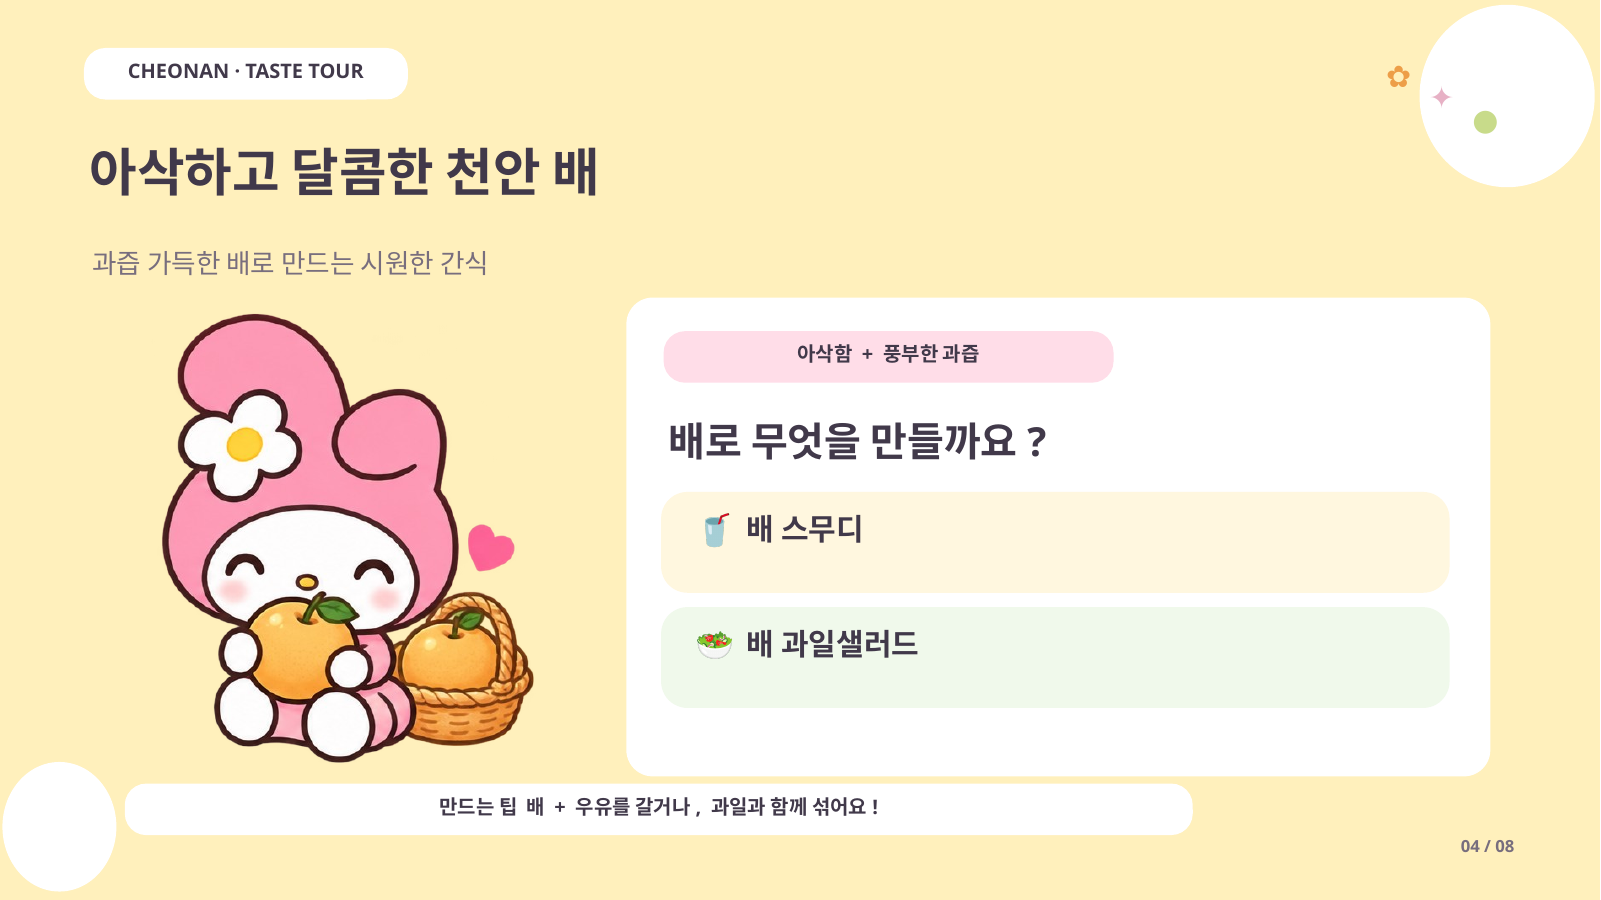 CHEONAN · TASTE TOUR
아삭하고 달콤한 천안 배
과즙 가득한 배로 만드는 시원한 간식
아삭함 + 풍부한 과즙
배로 무엇을 만들까요 ?
🥤 배 스무디
🥗 배 과일샐러드
만드는 팁 배 + 우유를 갈거나 , 과일과 함께 섞어요 !
04 / 08